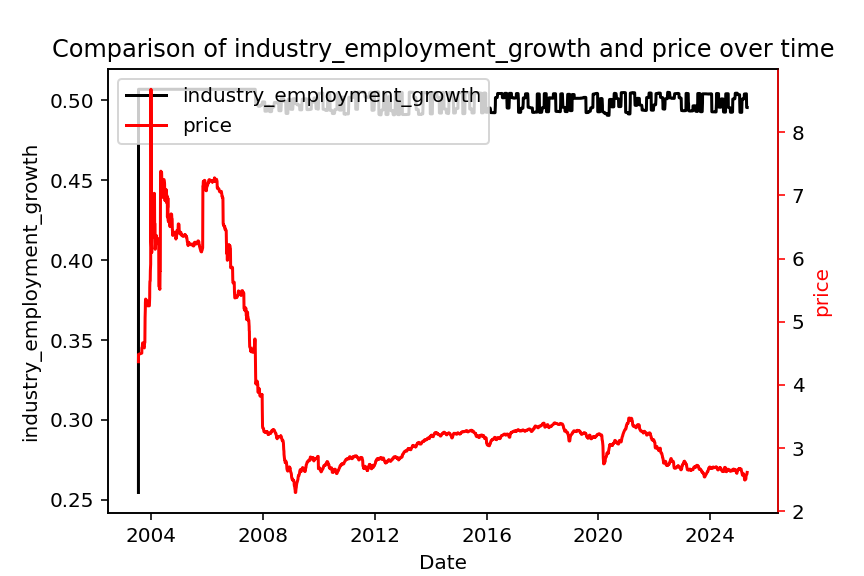 Comparison of industry_employment_growth and price over time
industry_employment_growth
price
0.50
0.45
0.40
0.35
0.30
0.25
industry_employment_growth
8
7
6
5
4
3
2
price
2004 2008 2012 2016 2020 2024
Date